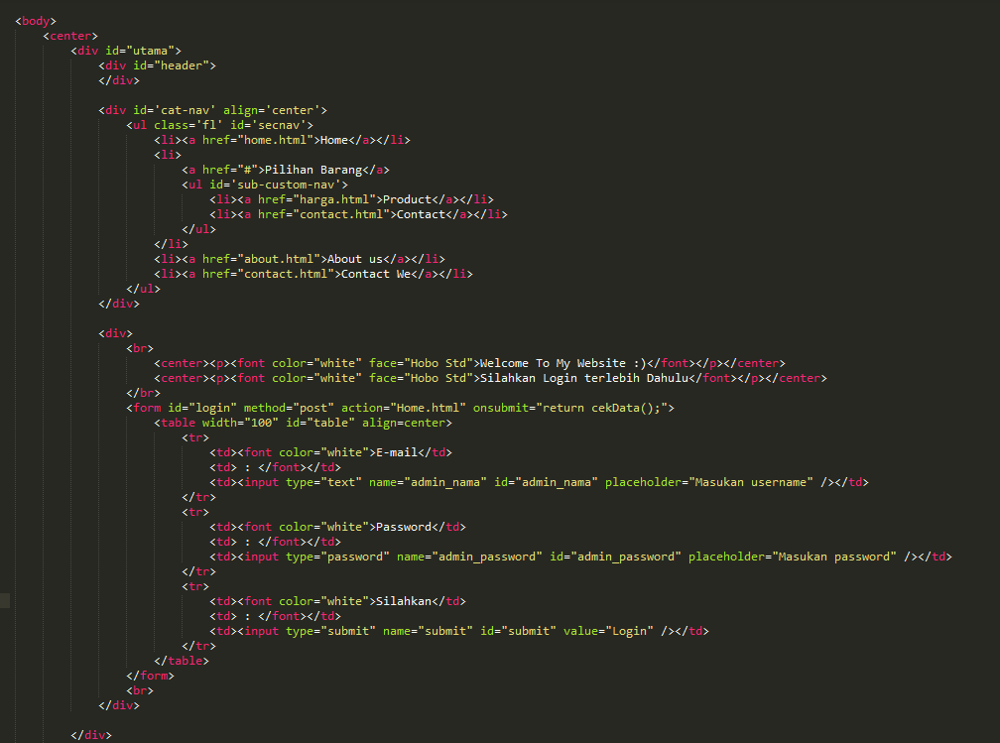 <body>
<center>
<div id="utama">
<div id="header">
</div>
<div id='cat-nav' align='center'>
<ul class='fl' id='secnav'>
<li><a href="home.html">Home</a></li>
<li>
<a href="#">Pilihan Barang</a>
<ul id='sub-custom-nav'>
<li><a href="harga.html">Product</a></li>
<li><a href="contact.html">Contact</a></li>
</ul>
</li>
<li><a href="about.html">About us</a></li>
<li><a href="contact.html">Contact We</a></li>
</ul>
</div>
<div>
<br>
<center><p><font color="white" face="Hobo Std">Welcome To My Website :)</font></p></center>
<center><p><font color="white" face="Hobo Std">Silahkan Login terlebih Dahulu</font></p></center>
</br>
<form id="login" method="post" action="Home.html" onsubmit="return cekData();">
<table width="100" id="table" align=center>
<tr>
<td><font color="white">E-mail</td>
<td> : </font></td>
<td><input type="text" name="admin_nama" id="admin_nama" placeholder="Masukan username" /></td>
</tr>
<tr>
<td><font color="white">Password</td>
<td> : </font></td>
<td><input type="password" name="admin_password" id="admin_password" placeholder="Masukan password" /></td>
</tr>
<tr>
<td><font color="white">Silahkan</td>
<td> : </font></td>
<td><input type="submit" name="submit" id="submit" value="Login" /></td>
</tr>
</table>
</form>
<br>
</div>
</div>